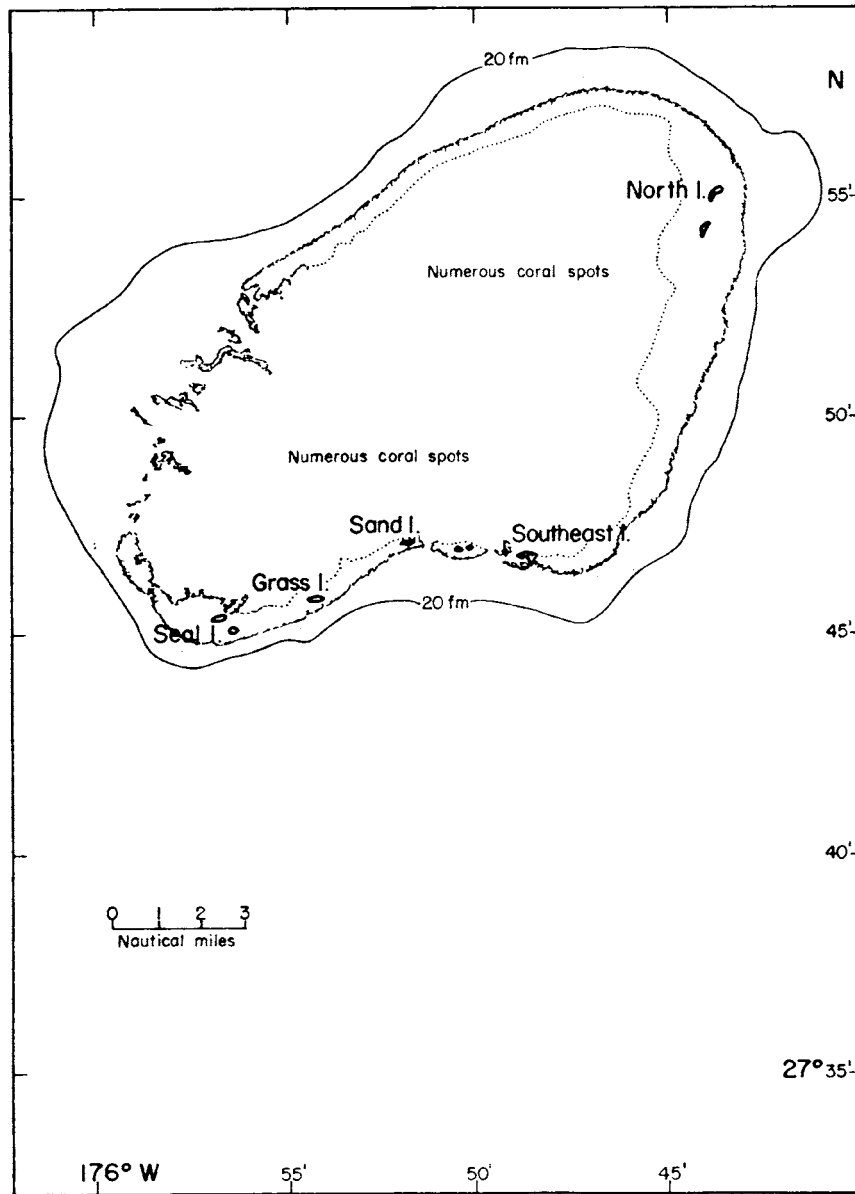 20 fm
N
North I.
55'
Numerous coral spots
50'
Numerous coral spots
Sand I.
Southeast I.
Grass I.
20 fm
Seal I.
45'
40'
0 1 2 3
Nautical miles
27° 35'
176° W 55' 50' 45'